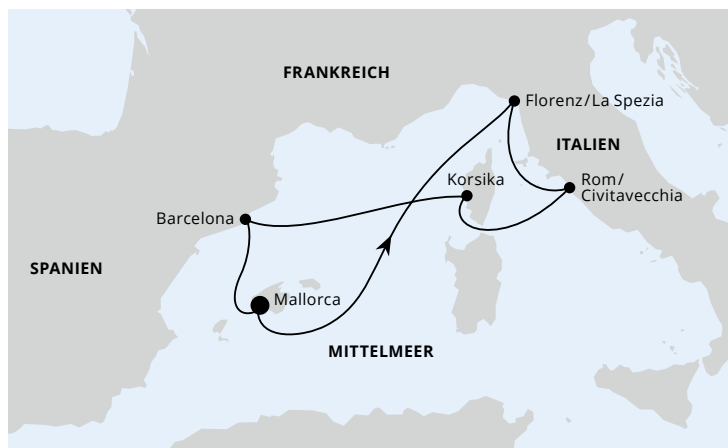 FRANKREICH
Florenz/La Spezia
ITALIEN
Korsika
Rom/
Civitavecchia
Barcelona
SPANIEN
Mallorca
MITTELMEER